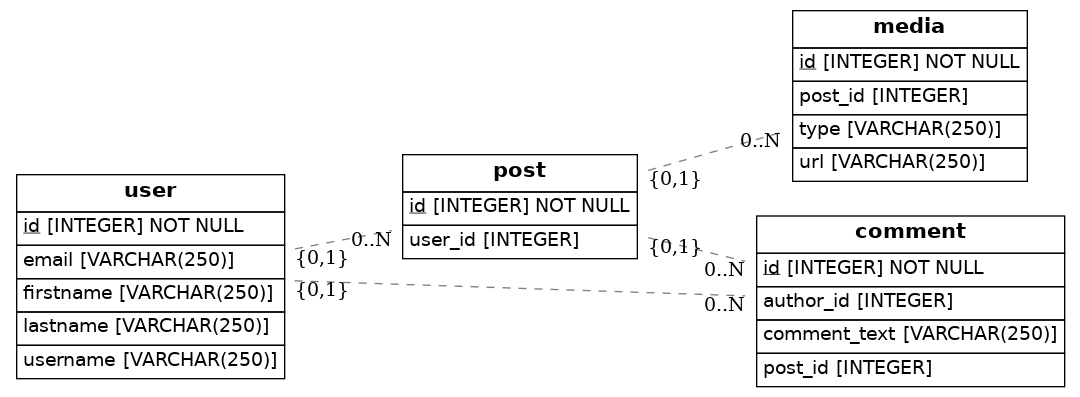 user
id [INTEGER] NOT NULL
email [VARCHAR(250)]
firstname [VARCHAR(250)]
lastname [VARCHAR(250)]
username [VARCHAR(250)]
0..N
{0,1}
{0,1}
post
id [INTEGER] NOT NULL
user_id [INTEGER]
0..N
{0,1}
{0,1}
0..N
0..N
media
id [INTEGER] NOT NULL
post_id [INTEGER]
type [VARCHAR(250)]
url [VARCHAR(250)]
comment
id [INTEGER] NOT NULL
author_id [INTEGER]
comment_text [VARCHAR(250)]
post_id [INTEGER]